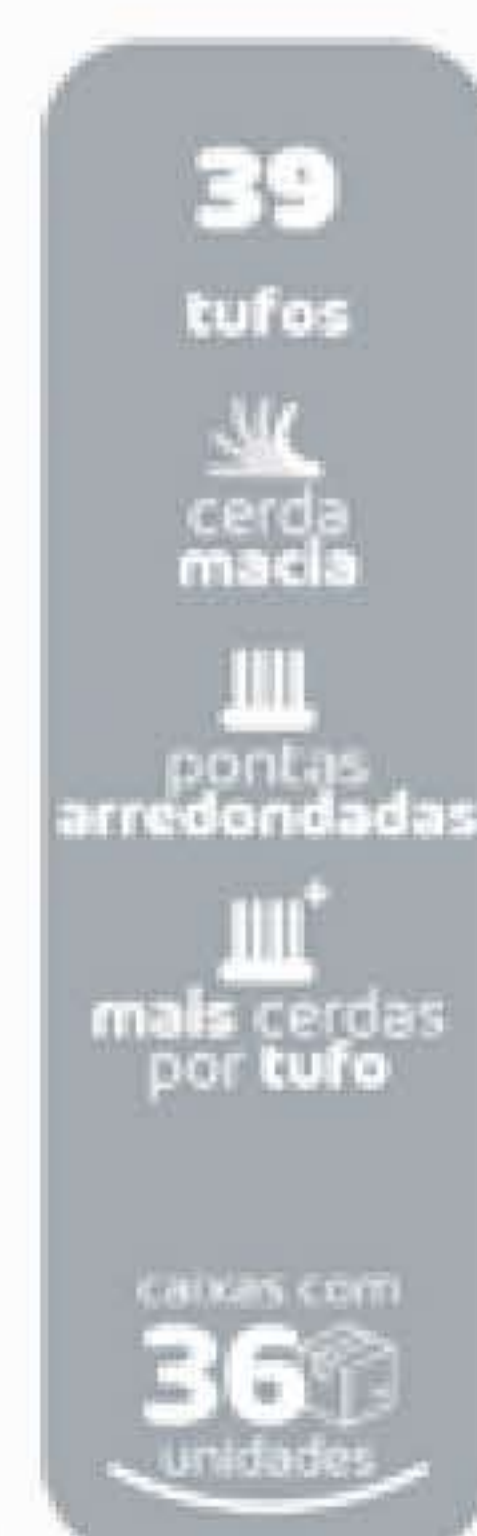 39
tufos
cerda
macia
pontas
arredondadas
mais cerdas
por tufo
caixas com
36
unidades